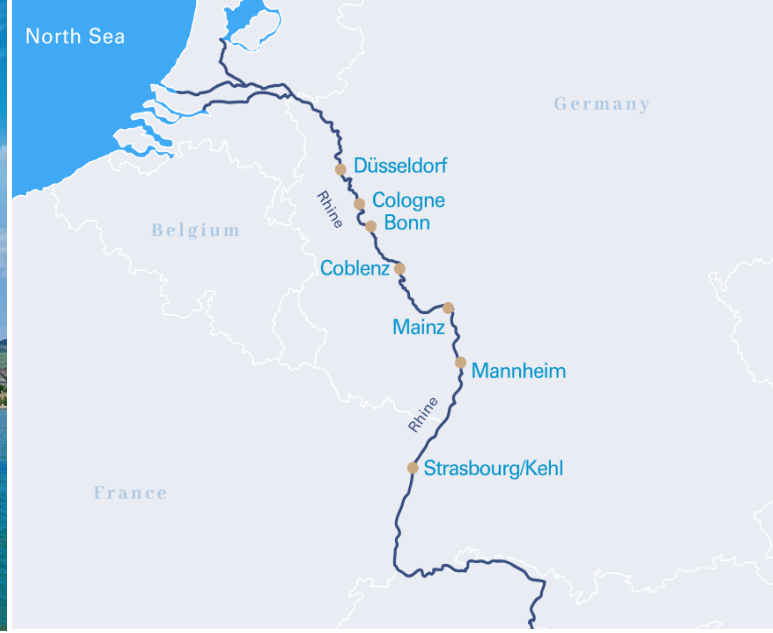 North Sea
Germany
Düsseldorf
Cologne
Rhine
Bonn
Belgium
Coblenz
Mainz
Mannheim
Rhine
Strasbourg/Kehl
France